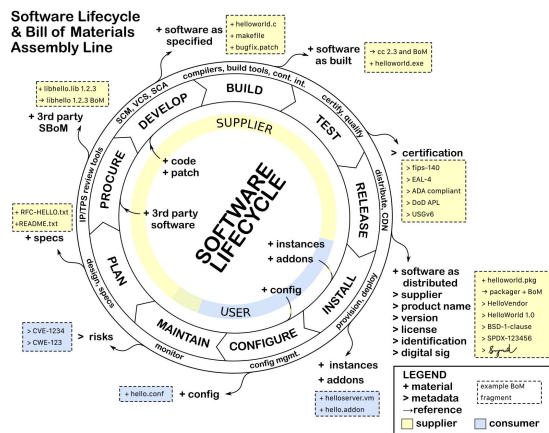 Software Lifecycle
& Bill of Materials
Assembly Line
+ software as
specified
+ helloworld.c
+ makefile
+ bugfix.patch
+ software
as built
→ cc 2.3 and BoM
+ helloworld.exe
+ libhello.lib 1.2.3
→ libhello 1.2.3 BoM
+ 3rd party
SBoM
SCM, VCS, SCA
compilers, build tools, cont. int.
certify, qualify
distribute, CDN
provision, deploy
config mgmt.
monitor
design, specs
IP/TPS review tools
DEVELOP
BUILD
TEST
RELEASE
INSTALL
CONFIGURE
MAINTAIN
PLAN
PROCURE
SUPPLIER
+ code
+ patch
+ 3rd party
software
SOFTWARE
LIFECYCLE
+ instances
+ addons
+ config
USER
> certification
> fips-140
> EAL-4
> ADA compliant
> DoD APL
> USGv6
+ RFC-HELLO.txt
+README.txt
+ specs
+ software as
distributed
> supplier
> product name
> version
> license
> identification
> digital sig
+ helloworld.pkg
→ packager + BoM
> HelloVendor
> HelloWorld 1.0
> BSD-1-clause
> SPDX-123456
>
> CVE-1234
> CWE-123
> risks
+ hello.conf
+ config
+ instances
+ addons
+ helloserver.vm
+ hello.addon
LEGEND
+ material
> metadata
→reference
example BoM
fragment
supplier
consumer